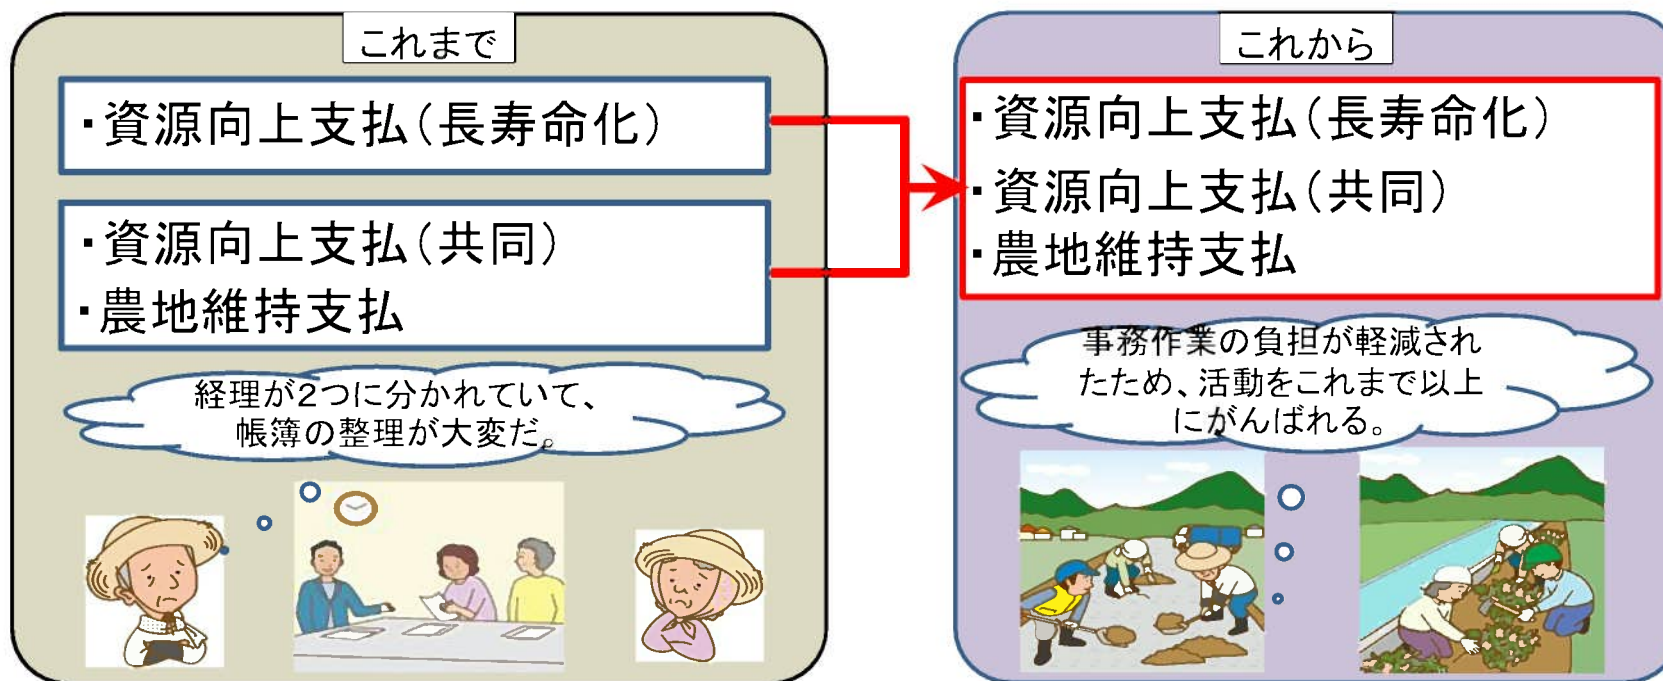 これまで
・資源向上支払(長寿命化)
・資源向上支払(共同)
・農地維持支払
経理が2つに分かれていて、
帳簿の整理が大変だ。
これから
・資源向上支払(長寿命化)
・資源向上支払(共同)
・農地維持支払
事務作業の負担が軽減され
たため、活動をこれまで以上
にがんばれる。